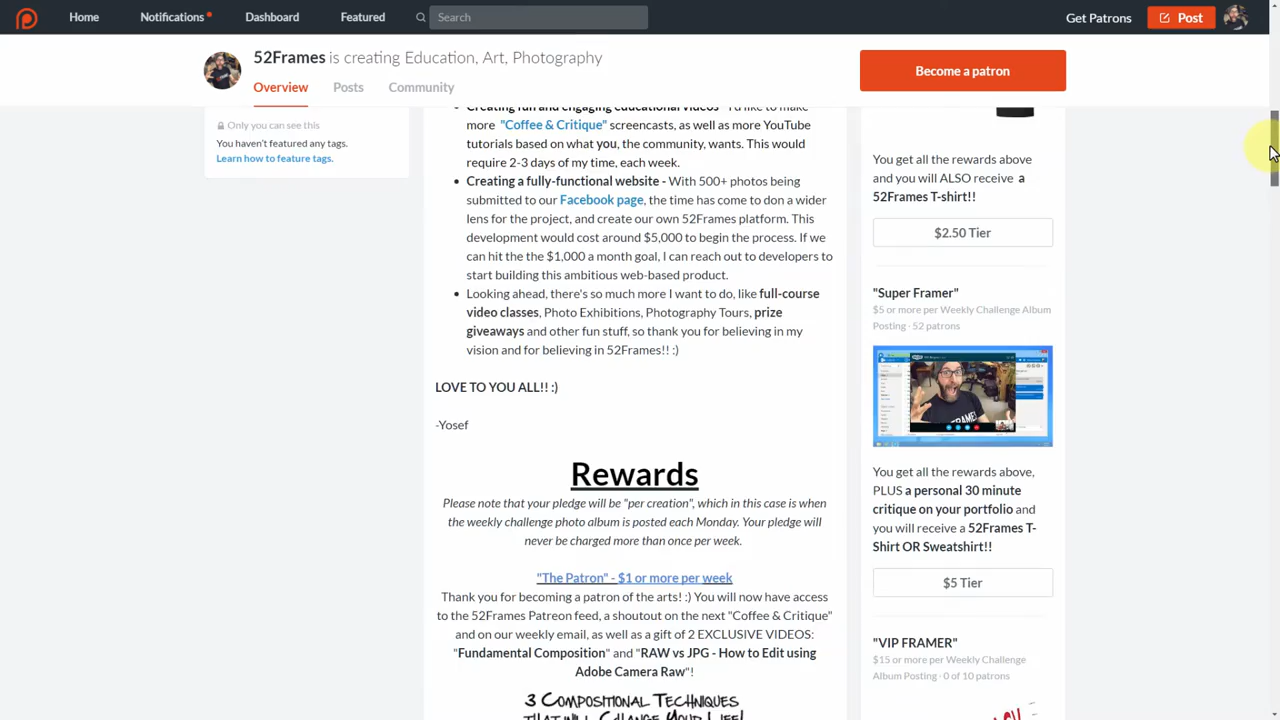 Home
Notifications
Dashboard
Featured
Search
Get Patrons
Post
52Frames is creating Education, Art, Photography
Overview
Posts
Community
Become a patron
Only you can see this
You haven't featured any tags.
Learn how to feature tags.
Creating fun and engaging educational videos - I'd like to make
more "Coffee & Critique" screencasts, as well as more YouTube
tutorials based on what you, the community, wants. This would
require 2-3 days of my time, each week.
Creating a fully-functional website - With 500+ photos being
submitted to our Facebook page, the time has come to don a wider
lens for the project, and create our own 52Frames platform. This
development would cost around $5,000 to begin the process. If we
can hit the the $1,000 a month goal, I can reach out to developers to
start building this ambitious web-based product.
Looking ahead, there's so much more I want to do, like full-course
video classes, Photo Exhibitions, Photography Tours, prize
giveaways and other fun stuff, so thank you for believing in my
vision and for believing in 52Frames!! :)
LOVE TO YOU ALL!! :)
-Yosef
Rewards
Please note that your pledge will be "per creation", which in this case is when
the weekly challenge photo album is posted each Monday. Your pledge will
never be charged more than once per week.
"The Patron" - $1 or more per week
Thank you for becoming a patron of the arts! :) You will now have access
to the 52Frames Patreon feed, a shoutout on the next "Coffee & Critique"
and on our weekly email, as well as a gift of 2 EXCLUSIVE VIDEOS:
"Fundamental Composition" and "RAW vs JPG - How to Edit using
Adobe Camera Raw"!
3 COMPOSITIONAL TECHNIQUES
THAT WILL CHANGE YOUR LIFE!
You get all the rewards above
and you will ALSO receive a
52Frames T-shirt!!
$2.50 Tier
"Super Framer"
$5 or more per Weekly Challenge Album
Posting · 52 patrons
You get all the rewards above,
PLUS a personal 30 minute
critique on your portfolio and
you will receive a 52Frames T-
Shirt OR Sweatshirt!!
$5 Tier
"VIP FRAMER"
$15 or more per Weekly Challenge
Album Posting · 0 of 10 patrons